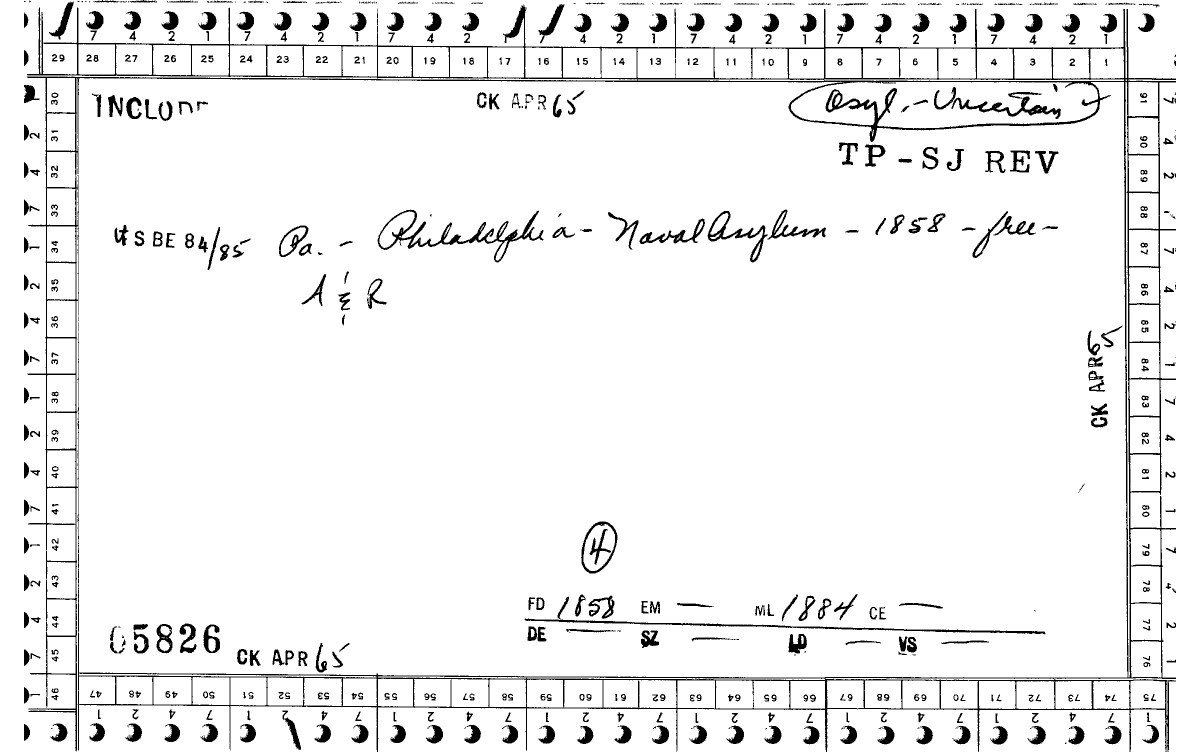 7 4 2 1 7 4 2 1 7 4 2 1 7 4 2 1 7 4 2 1 7 4 2 1 7 4 2 1
29 28 27 26 25 24 23 22 21 20 19 18 17 16 15 14 13 12 11 10 9 8 7 6 5 4 3 2 1
CK APR 65 Asyl. - Uncertain
TP-SJ REV
USBE 84/85 Pa. - Philadelphia - Naval Asylum - 1858 - free -
A & R
CK APR 65
4
FD 1858 EM — ML 1884 CE —
DE — SZ — LD — VS —
05826 CK APR 65
30 31 32 33 34 35 36 37 38 39 40 41 42 43 44 45 46
91 90 89 88 87 86 85 84 83 82 81 80 79 78 77 76
47 48 49 50 51 52 53 54 55 56 57 58 59 60 61 62 63 64 65 66 67 68 69 70 71 72 73 74 75
1 2 4 7 1 2 4 7 1 2 4 7 1 2 4 7 1 2 4 7 1 2 4 7 1 2 4 7 1